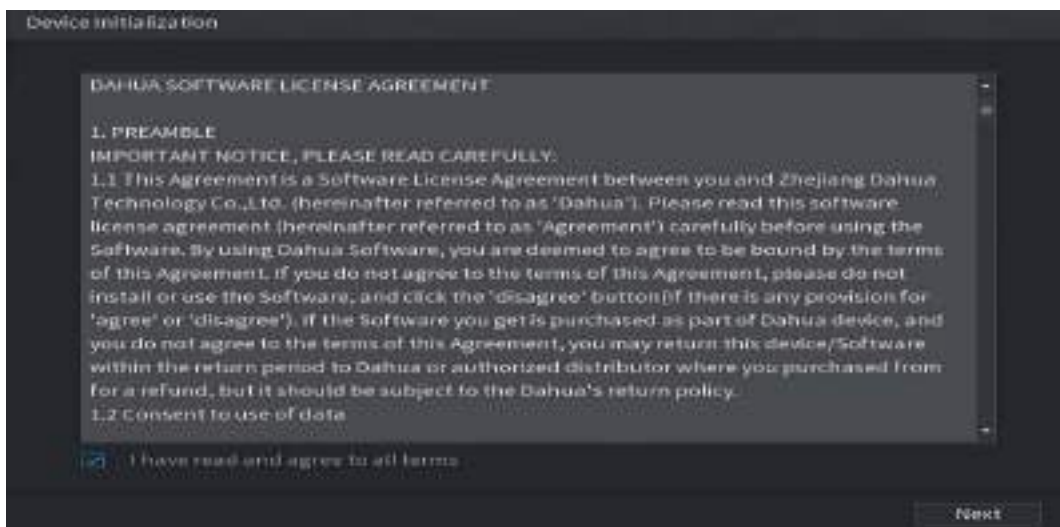 Device Initialization
DAHUA SOFTWARE LICENSE AGREEMENT
1. PREAMBLE
IMPORTANT NOTICE, PLEASE READ CAREFULLY:
1.1 This Agreement is a Software License Agreement between you and Zhejiang Dahua
Technology Co.,Ltd. (hereinafter referred to as 'Dahua'). Please read this software
license agreement (hereinafter referred to as 'Agreement') carefully before using the
Software. By using Dahua Software, you are deemed to agree to be bound by the terms
of this Agreement. If you do not agree to the terms of this Agreement, please do not
install or use the Software, and click the 'disagree' button(if there is any provision for
'agree' or 'disagree'). If the Software you get is purchased as part of Dahua device, and
you do not agree to the terms of this Agreement, you may return this device/Software
within the return period to Dahua or authorized distributor where you purchased from
for a refund, but it should be subject to the Dahua's return policy.
1.2 Consent to use of data
I have read and agree to all terms
Next